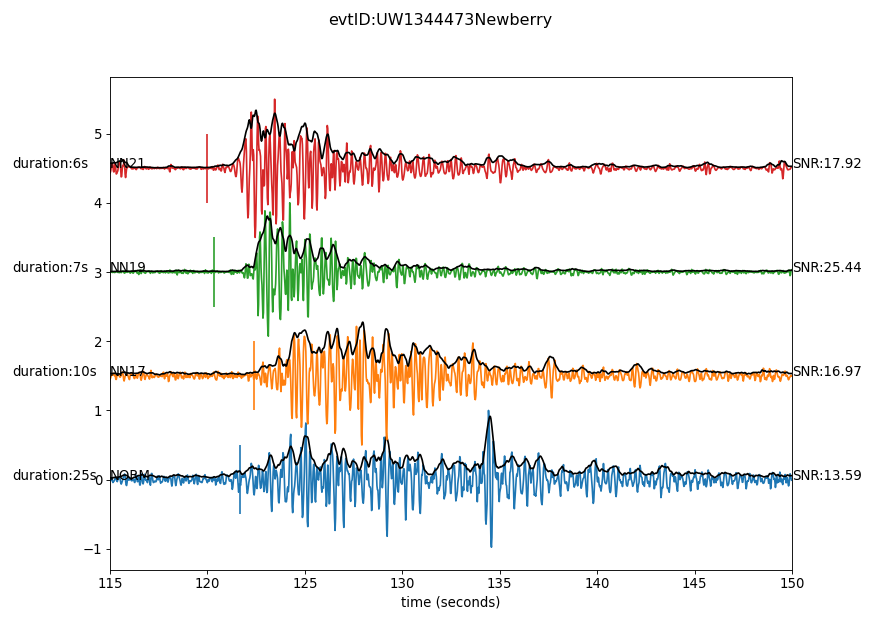 evtID:UW1344473Newberry
5
duration:6s NN21 SNR:17.92
4
duration:7s NN19 SNR:25.44
3
2
duration:10s NN17 SNR:16.97
1
duration:25s NORM SNR:13.59
0
−1
115 120 125 130 135 140 145 150
time (seconds)